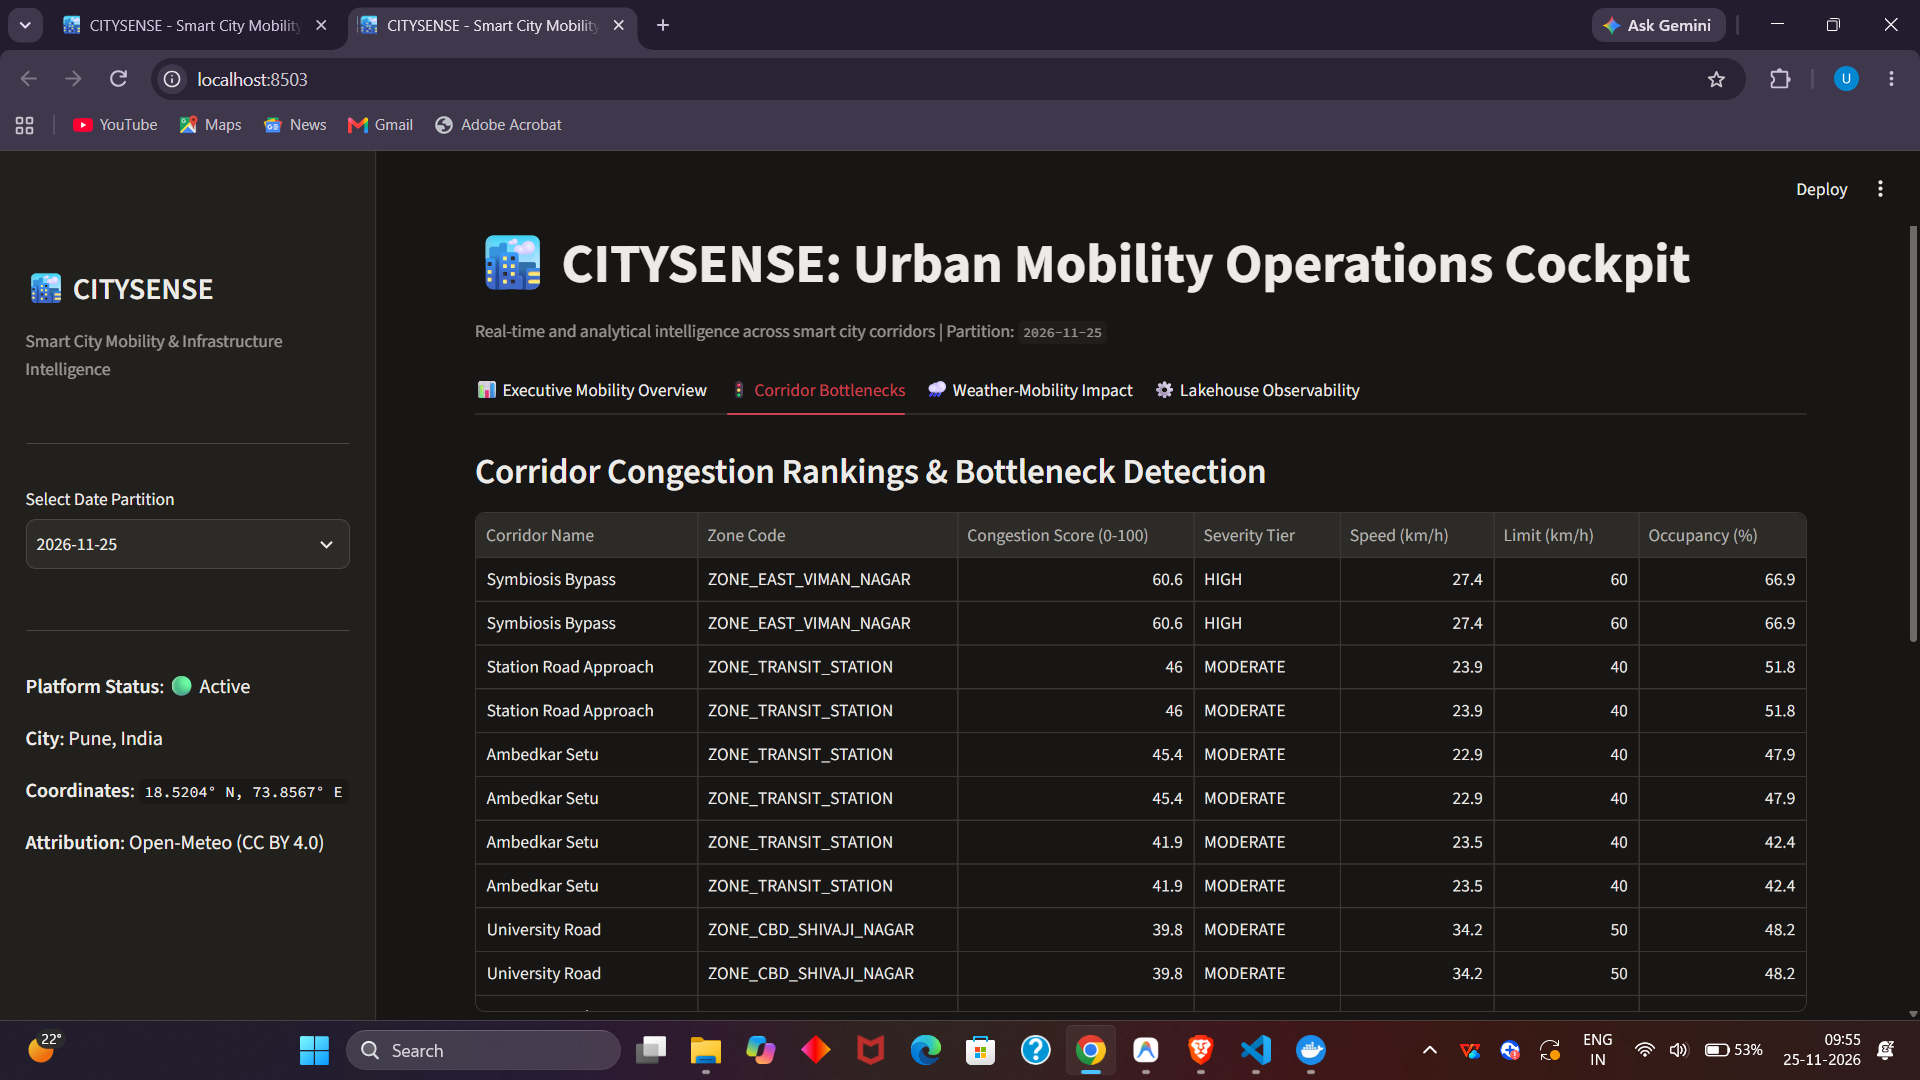 CITYSENSE - Smart City Mobility
CITYSENSE - Smart City Mobility
Ask Gemini
localhost:8503
U
YouTube
Maps
News
Gmail
Adobe Acrobat
Deploy
CITYSENSE
Smart City Mobility & Infrastructure
Intelligence
Select Date Partition
2026-11-25
Platform Status: Active
City: Pune, India
Coordinates: 18.5204° N, 73.8567° E
Attribution: Open-Meteo (CC BY 4.0)
CITYSENSE: Urban Mobility Operations Cockpit
Real-time and analytical intelligence across smart city corridors | Partition: 2026-11-25
Executive Mobility Overview
Corridor Bottlenecks
Weather-Mobility Impact
Lakehouse Observability
Corridor Congestion Rankings & Bottleneck Detection
Corridor Name Zone Code Congestion Score (0-100) Severity Tier Speed (km/h) Limit (km/h) Occupancy (%)
Symbiosis Bypass ZONE_EAST_VIMAN_NAGAR 60.6 HIGH 27.4 60 66.9
Symbiosis Bypass ZONE_EAST_VIMAN_NAGAR 60.6 HIGH 27.4 60 66.9
Station Road Approach ZONE_TRANSIT_STATION 46 MODERATE 23.9 40 51.8
Station Road Approach ZONE_TRANSIT_STATION 46 MODERATE 23.9 40 51.8
Ambedkar Setu ZONE_TRANSIT_STATION 45.4 MODERATE 22.9 40 47.9
Ambedkar Setu ZONE_TRANSIT_STATION 45.4 MODERATE 22.9 40 47.9
Ambedkar Setu ZONE_TRANSIT_STATION 41.9 MODERATE 23.5 40 42.4
Ambedkar Setu ZONE_TRANSIT_STATION 41.9 MODERATE 23.5 40 42.4
University Road ZONE_CBD_SHIVAJI_NAGAR 39.8 MODERATE 34.2 50 48.2
University Road ZONE_CBD_SHIVAJI_NAGAR 39.8 MODERATE 34.2 50 48.2
22°
Search
ENG
IN
53%
09:55
25-11-2026